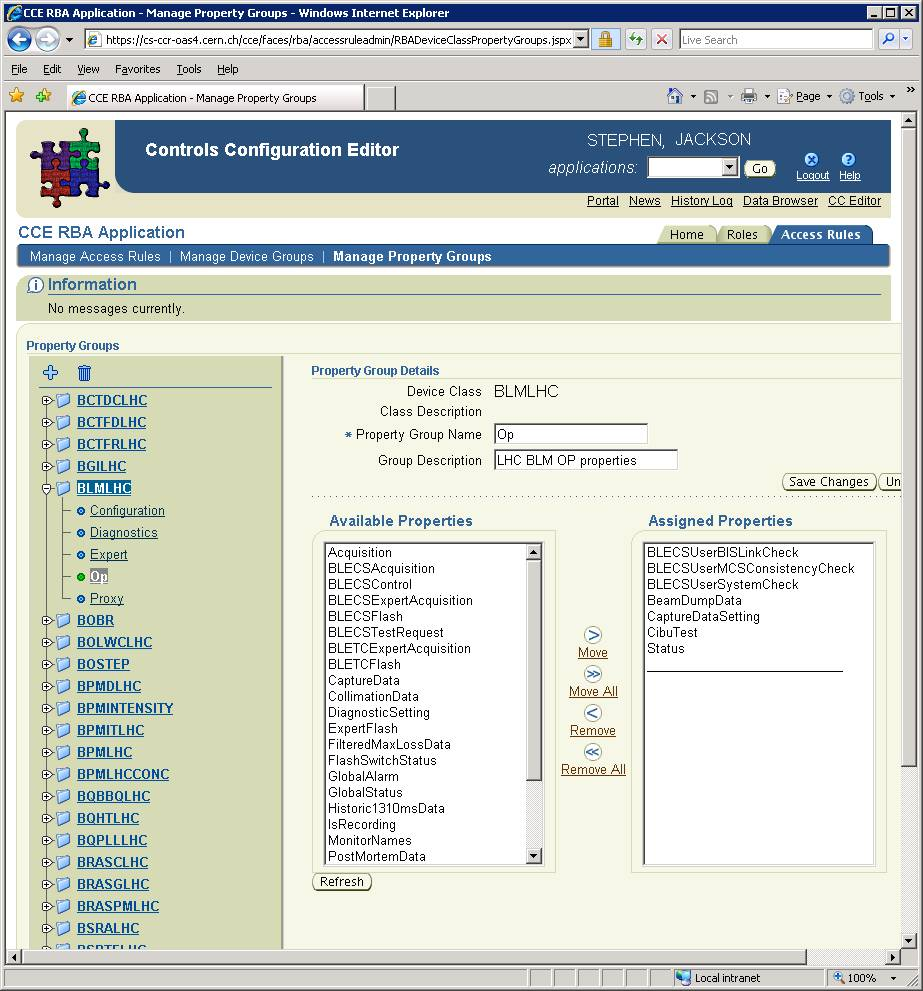 CCE RBA Application - Manage Property Groups - Windows Internet Explorer
https://cs-ccr-oas4.cern.ch/cce/faces/rba/accessruleadmin/RBADeviceClassPropertyGroups.jspx
Live Search
File Edit View Favorites Tools Help
CCE RBA Application - Manage Property Groups
Page Tools »
Controls Configuration Editor
STEPHEN, JACKSON
applications: Go
Logout Help
Portal News History Log Data Browser CC Editor
CCE RBA Application
Home Roles Access Rules
Manage Access Rules | Manage Device Groups | Manage Property Groups
Information
No messages currently.
Property Groups
BCTDCLHC
BCTFDLHC
BCTFRLHC
BGILHC
BLMLHC
Configuration
Diagnostics
Expert
Op
Proxy
BOBR
BOLWCLHC
BOSTEP
BPMDLHC
BPMINTENSITY
BPMITLHC
BPMLHC
BPMLHCCONC
BQBBQLHC
BQHTLHC
BQPLLLHC
BRASCLHC
BRASGLHC
BRASPMLHC
BSRALHC
Property Group Details
Device Class BLMLHC
Class Description
* Property Group Name Op
Group Description LHC BLM OP properties
Save Changes Un
Available Properties
Acquisition
BLECSAcquisition
BLECSControl
BLECSExpertAcquisition
BLECSFlash
BLECSTestRequest
BLETCExpertAcquisition
BLETCFlash
CaptureData
CollimationData
DiagnosticSetting
ExpertFlash
FilteredMaxLossData
FlashSwitchStatus
GlobalAlarm
GlobalStatus
Historic1310msData
IsRecording
MonitorNames
PostMortemData
Move
Move All
Remove
Remove All
Assigned Properties
BLECSUserBISLinkCheck
BLECSUserMCSConsistencyCheck
BLECSUserSystemCheck
BeamDumpData
CaptureDataSetting
CibuTest
Status
Refresh
Local intranet
100%